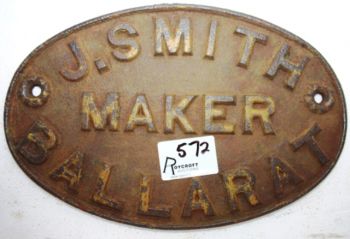 J. SMITH
MAKER
572
ROYCROFT
BALLARAT